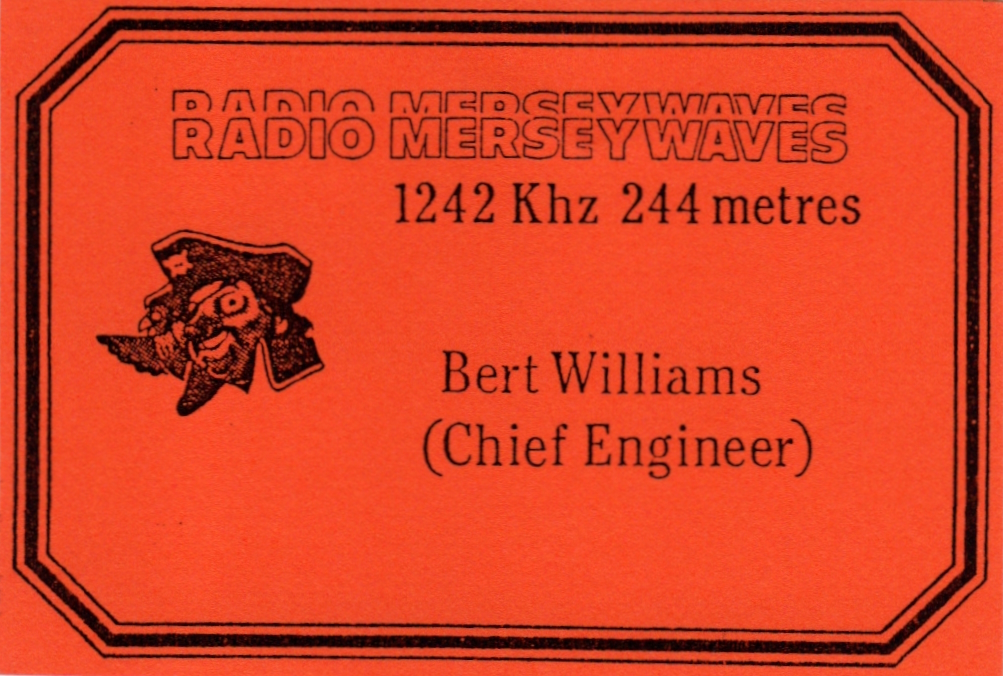 RADIO MERSEYWAVES
RADIO MERSEYWAVES
1242 Khz 244 metres
Bert Williams
(Chief Engineer)